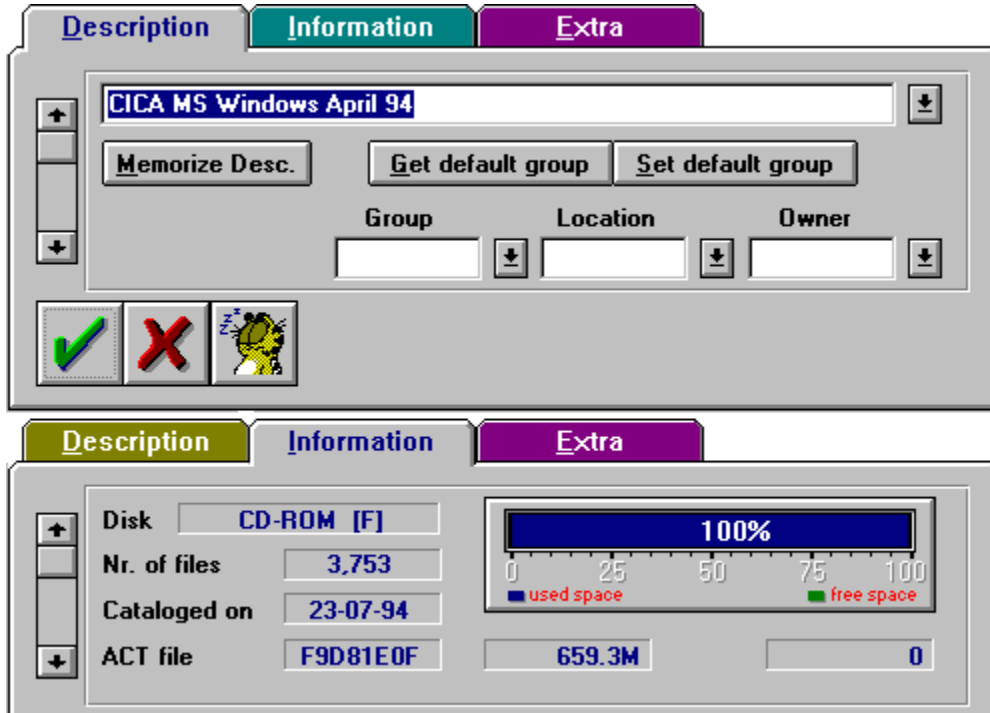 Description Information Extra
CICA MS Windows April 94
Memorize Desc. Get default group Set default group
Group Location Owner
z z z
Description Information Extra
Disk CD-ROM [F]
100%
Nr. of files 3,753
0 25 50 75 100
used space free space
Cataloged on 23-07-94
ACT file F9D81E0F 659.3M 0